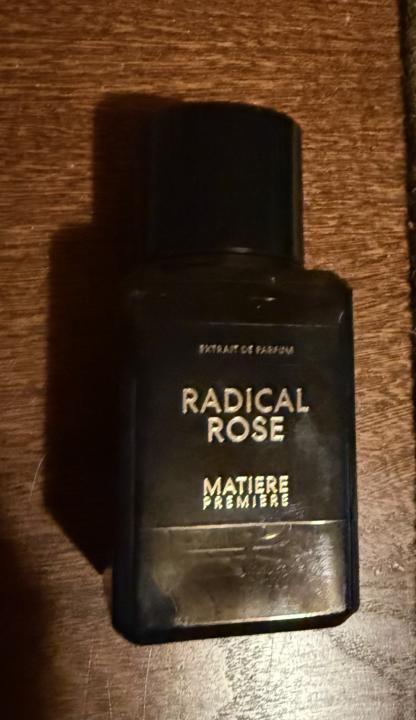 EXTRAIT DE PARFUM
RADICAL
ROSE
MATIERE
PREMIERE